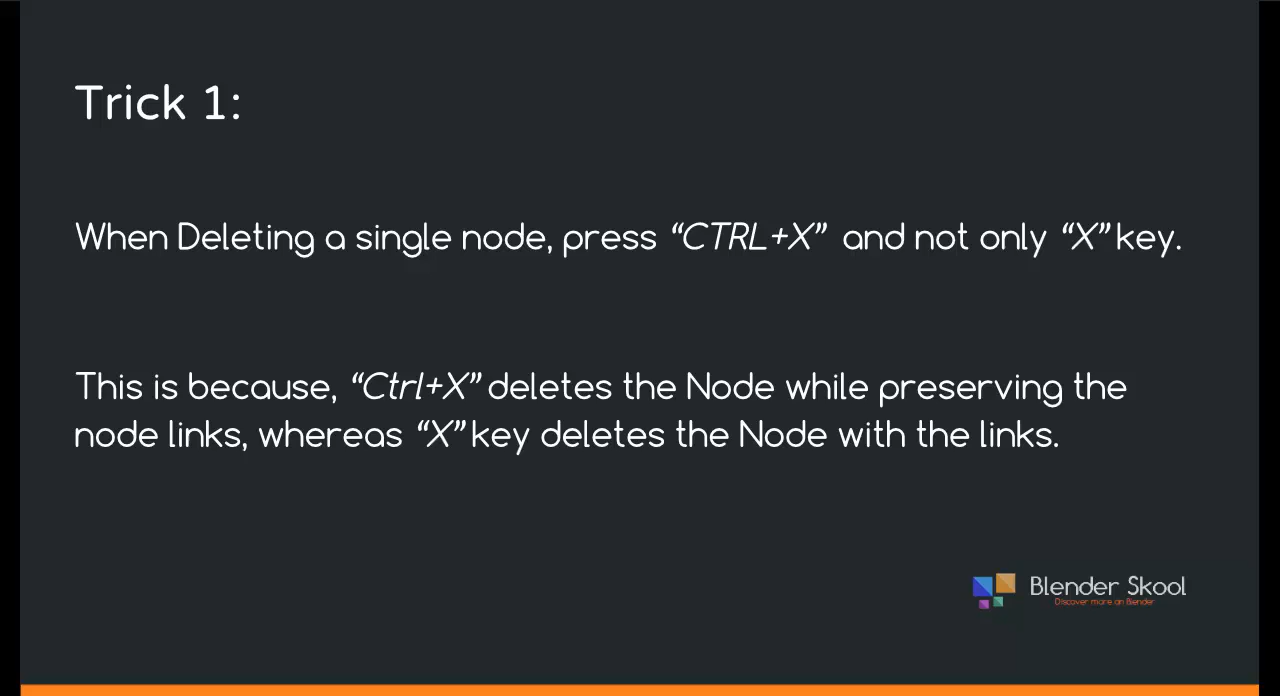 Trick 1:
When Deleting a single node, press “CTRL+X” and not only “X” key.
This is because, “Ctrl+X” deletes the Node while preserving the
node links, whereas “X” key deletes the Node with the links.
Blender Skool
Discover more on Blender